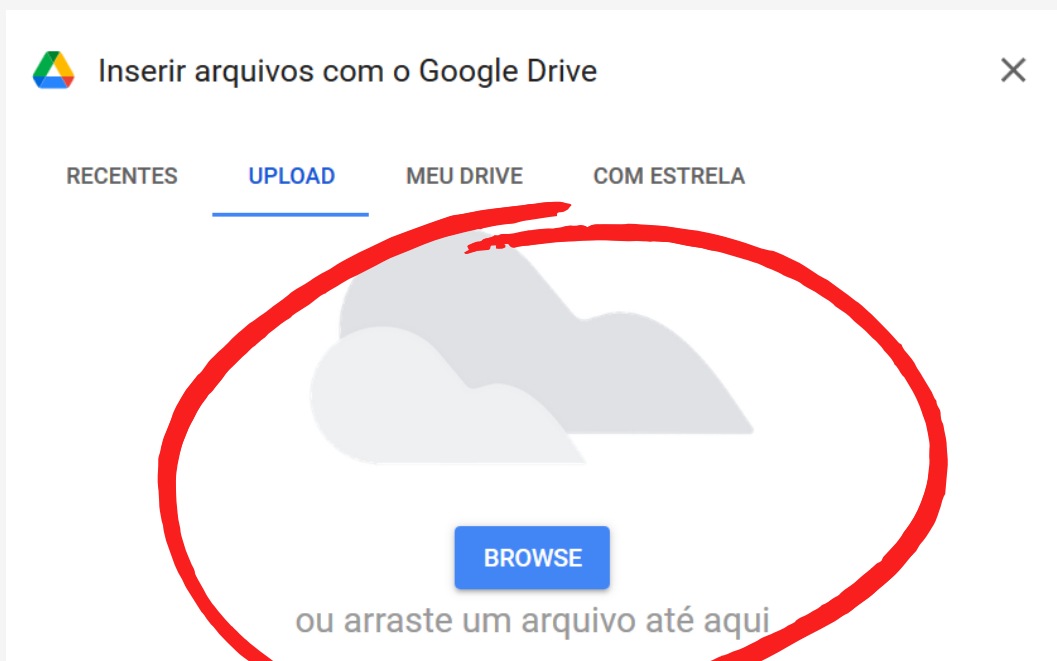 Inserir arquivos com o Google Drive
RECENTES UPLOAD MEU DRIVE COM ESTRELA
BROWSE
ou arraste um arquivo até aqui